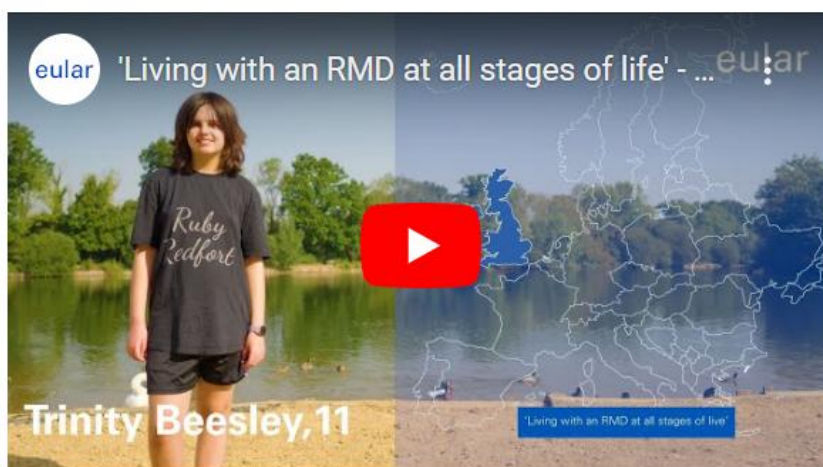 eular
'Living with an RMD at all stages of life' - ...
eular
Ruby
Redfort
Trinity Beesley,11
'Living with an RMD at all stages of live'